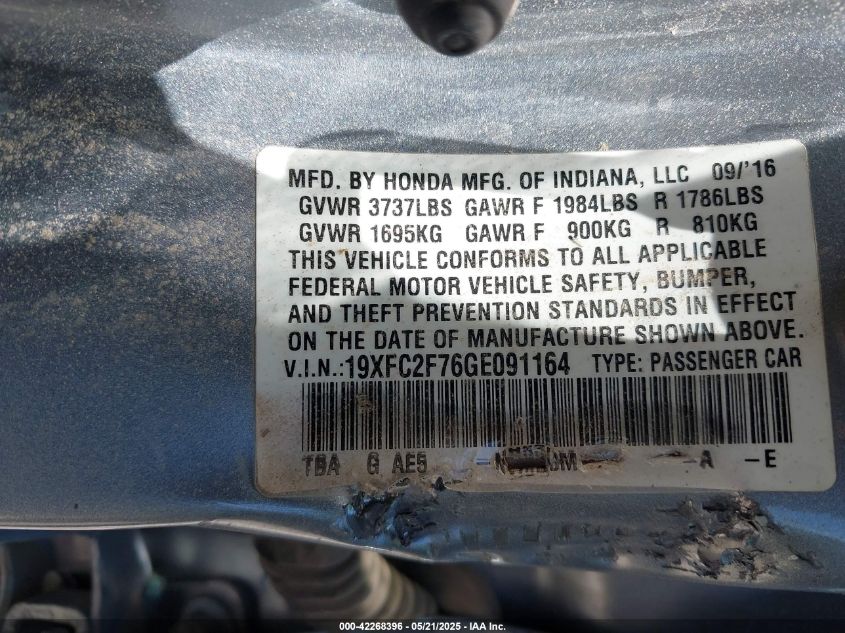 MFD. BY HONDA MFG. OF INDIANA, LLC 09/'16
GVWR 3737LBS GAWR F 1984LBS R 1786LBS
GVWR 1695KG GAWR F 900KG R 810KG
THIS VEHICLE CONFORMS TO ALL APPLICABLE
FEDERAL MOTOR VEHICLE SAFETY, BUMPER,
AND THEFT PREVENTION STANDARDS IN EFFECT
ON THE DATE OF MANUFACTURE SHOWN ABOVE.
V.I.N.:19XFC2F76GE091164 TYPE: PASSENGER CAR
TBA G AE5 -A -E
000-42268396 - 05/21/2025 - IAA Inc.